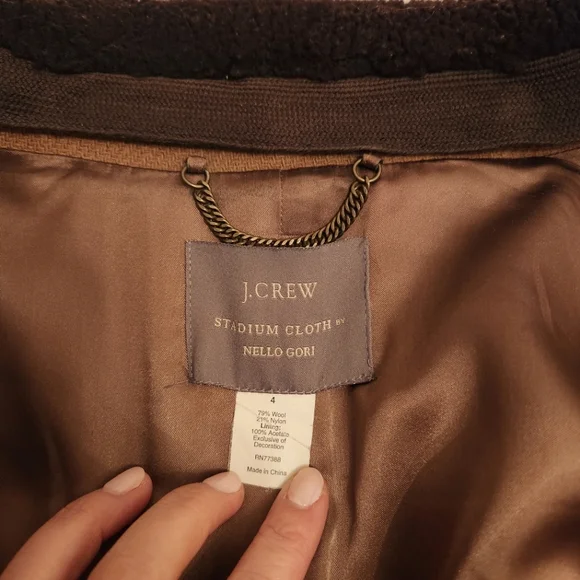 J.CREW
STADIUM CLOTH BY
NELLO GORI
4
79% Wool
21% Nylon
Lining:
100% Acetate
Exclusive of
Decoration
RN77388
Made in China